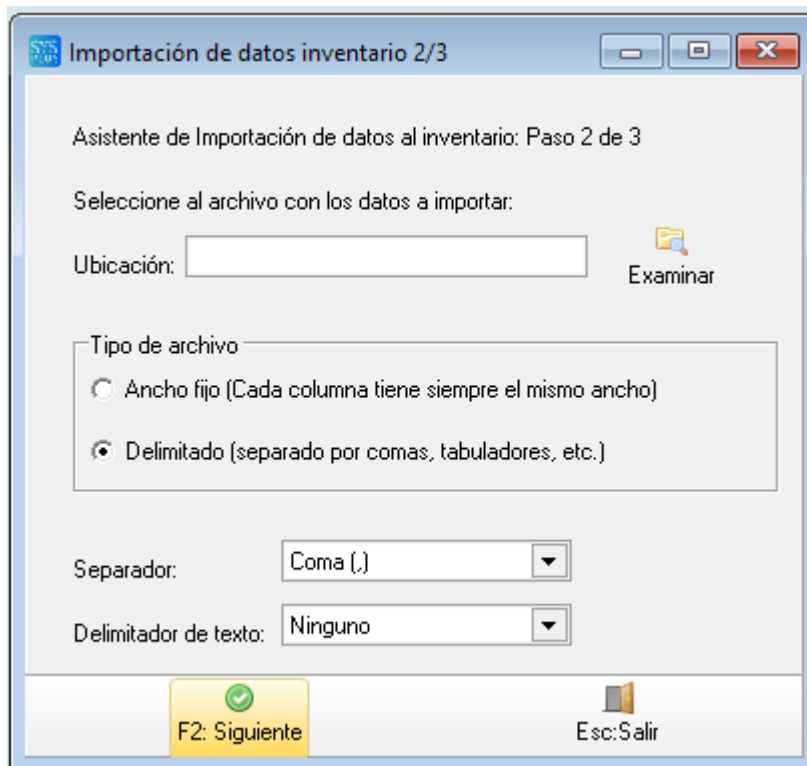 SYS
PLUS
Importación de datos inventario 2/3
Asistente de Importación de datos al inventario: Paso 2 de 3
Seleccione al archivo con los datos a importar:
Ubicación:
Examinar
Tipo de archivo
Ancho fijo (Cada columna tiene siempre el mismo ancho)
Delimitado (separado por comas, tabuladores, etc.)
Separador: Coma (,)
Delimitador de texto: Ninguno
F2: Siguiente Esc:Salir